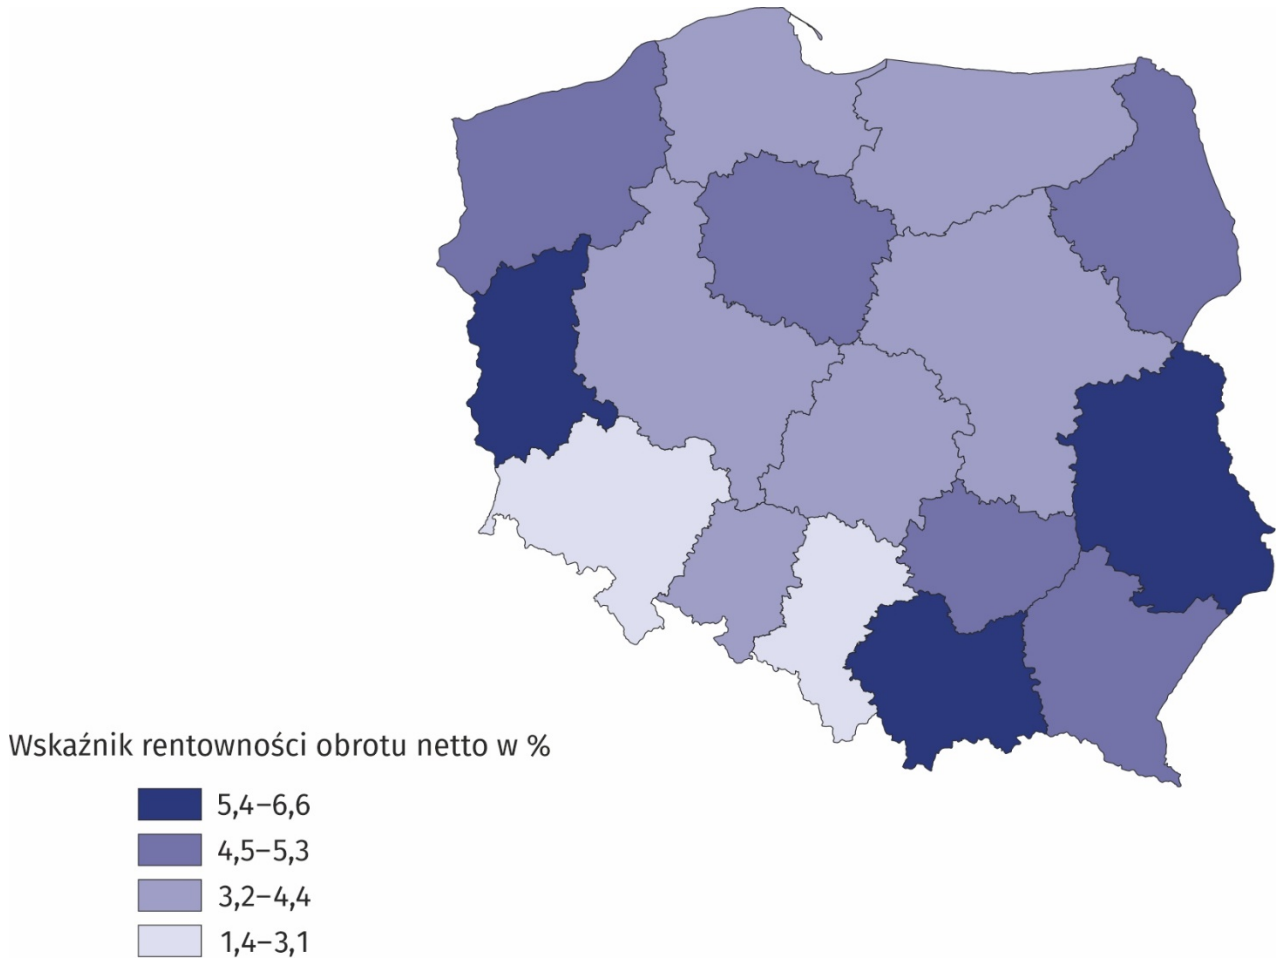 Wskaźnik rentowności obrotu netto w %
5,4–6,6
4,5–5,3
3,2–4,4
1,4–3,1